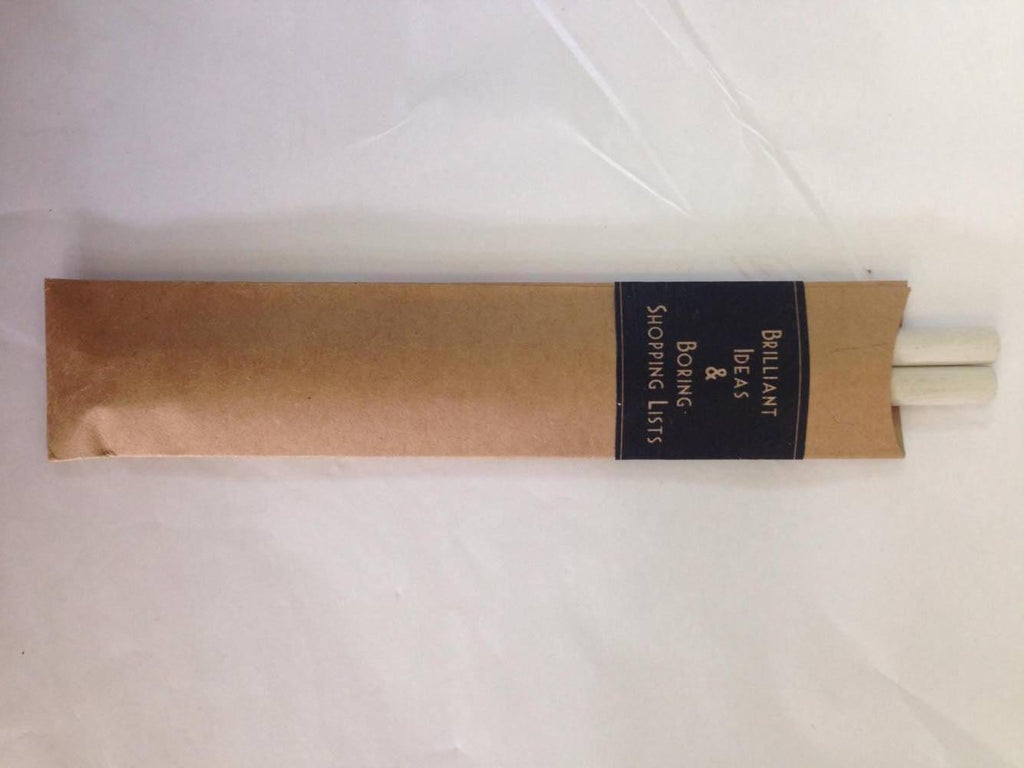 BRILLIANT
IDEAS
&
BORING
SHOPPING LISTS